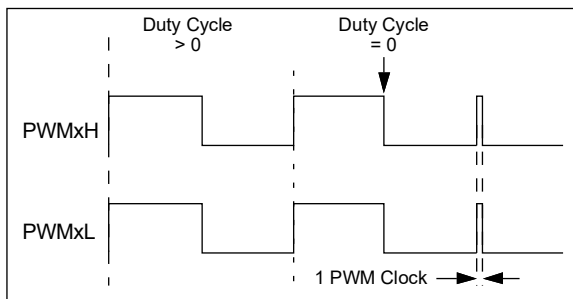 Duty Cycle
> 0
Duty Cycle
= 0
PWMxH
PWMxL
1 PWM Clock